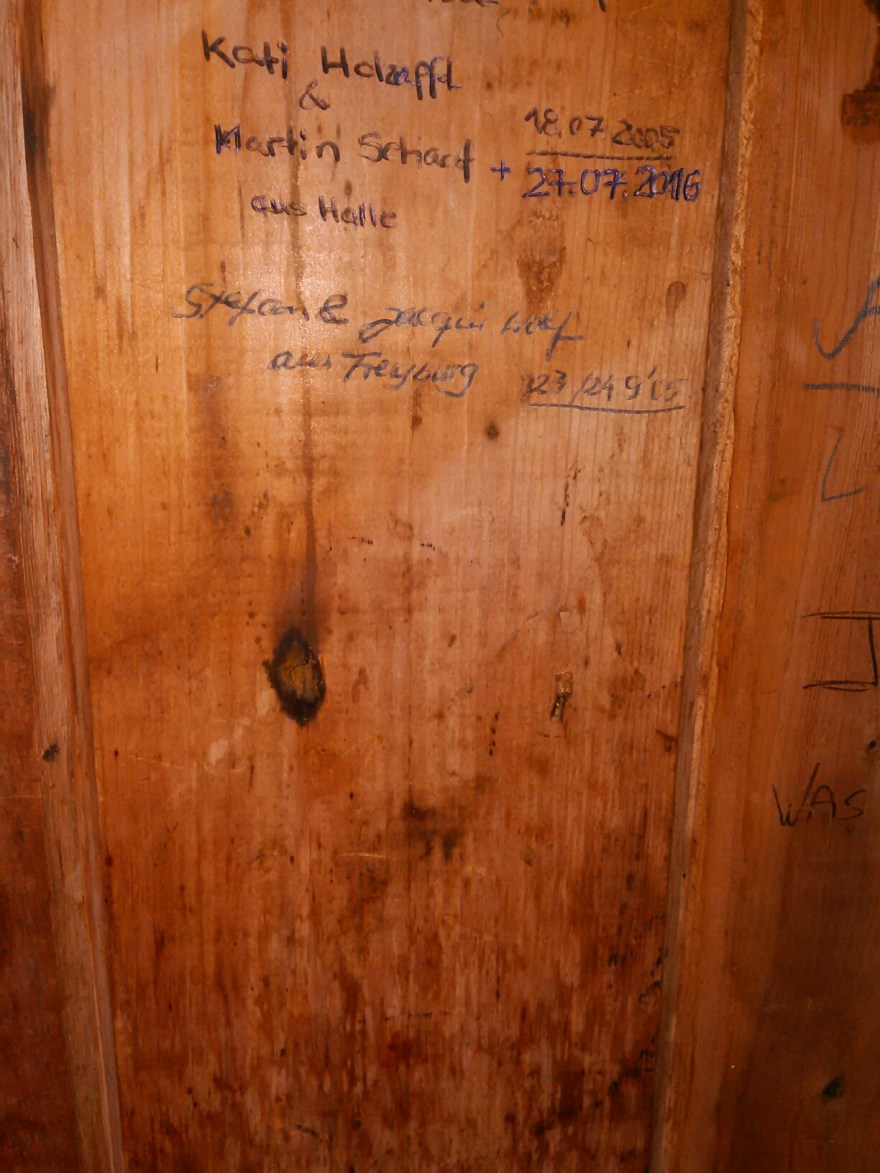 Kati Holzapfel
&
Martin Scharf + 18.07 2005
27.07.2016
aus Halle
Stefan & Jacquin Wolf
aus Freyburg 23/24 9'05
WAS